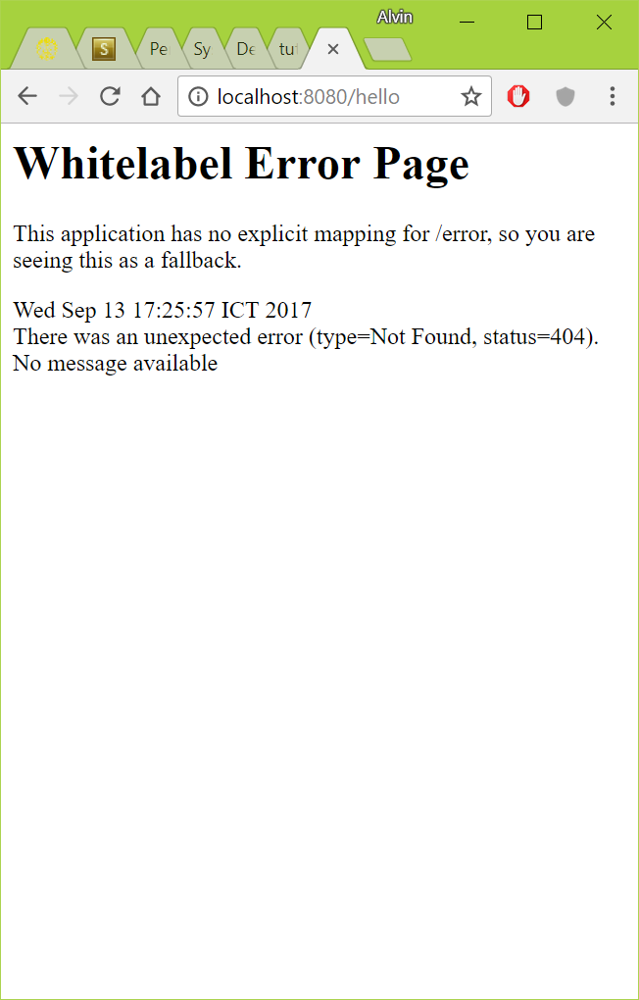 Alvin
S
Pe
Sy
De
tut
localhost:8080/hello
Whitelabel Error Page
This application has no explicit mapping for /error, so you are
seeing this as a fallback.
Wed Sep 13 17:25:57 ICT 2017
There was an unexpected error (type=Not Found, status=404).
No message available